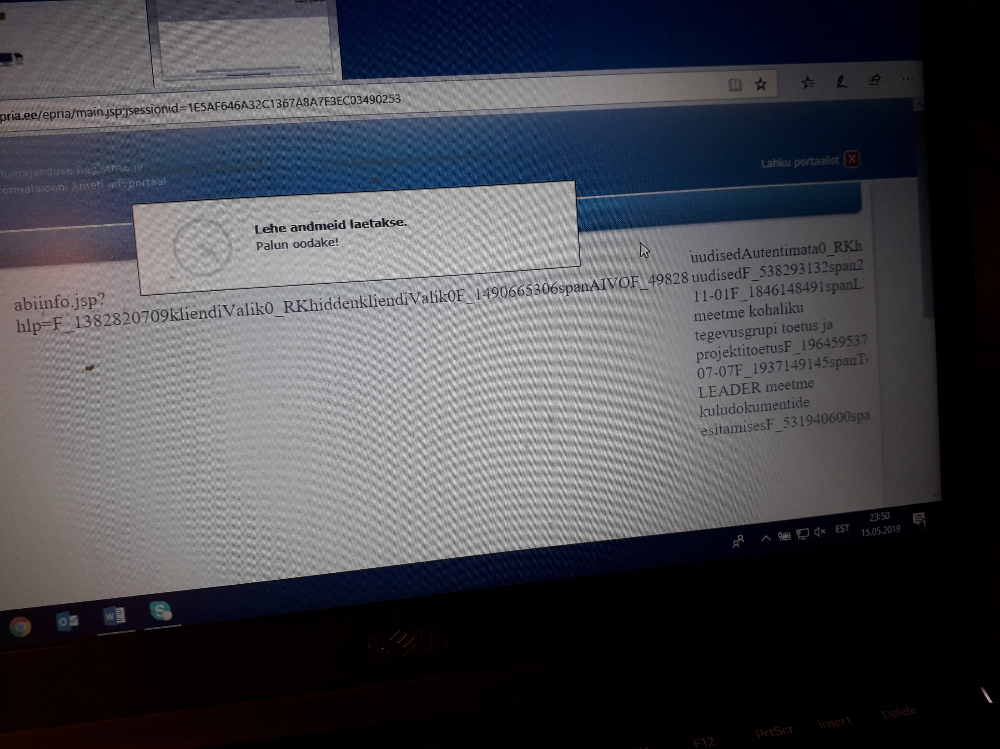 pria.ee/epria/main.jsp;jsessionid=1E5AF646A32C1367A8A7E3EC03490253
lumajanduse Registrite ja
formatsiooni Ameti infoportaal
Lahku portaalist X
Lehe andmeid laetakse.
Palun oodake!
abiinfo.jsp?
hlp=F_1382820709kliendiValik0_RKhiddenkliendiValik0F_1490665306spanAIVOF_49828
uudisedAutentimata0_RKh
uudisedF_538293132span2
11-01F_1846148491spanL
meetme kohaliku
tegevusgrupi toetus ja
projektitoetusF_196459537
07-07F_1937149145spanT
LEADER meetme
kuludokumentide
esitamisesF_531940600spa
EST
23:50
15.05.2019
1
DELL
F12
PrtScr
Insert
Delete